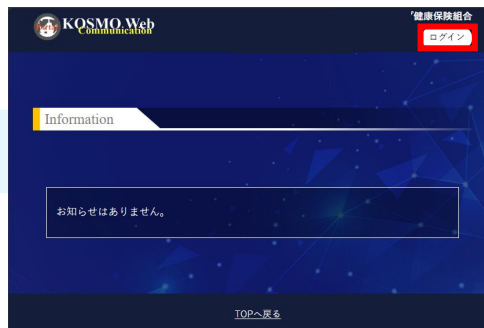 KOSMO Web
Communication
健康保険組合
ログイン
Information
お知らせはありません。
TOPへ戻る